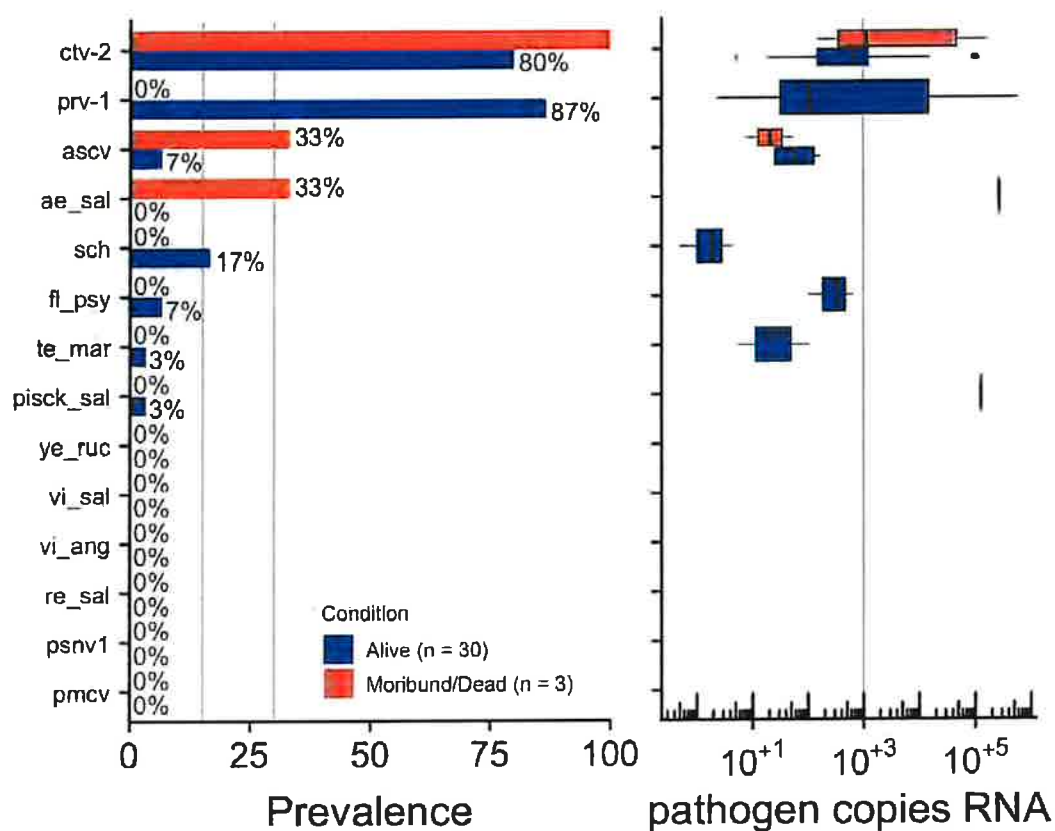 ctv-2
80%
0%
prv-1
87%
33%
ascv
7%
33%
ae_sal
0%
0%
sch
17%
0%
fl_psy
7%
0%
te_mar
3%
0%
pisck_sal
3%
0%
ye_ruc
0%
0%
vi_sal
0%
0%
vi_ang
0%
0%
re_sal
0%
0%
psnv1
0%
0%
pmcv
0%
Condition
Alive (n = 30)
Moribund/Dead (n = 3)
0 25 50 75 100
Prevalence
10+1 10+3 10+5
pathogen copies RNA